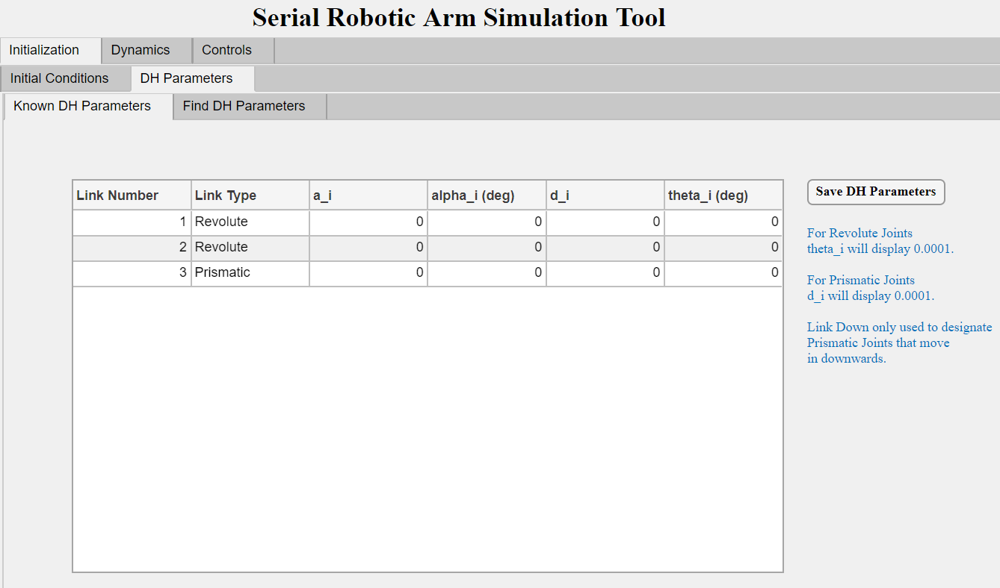 Serial Robotic Arm Simulation Tool
Initialization Dynamics Controls
Initial Conditions DH Parameters
Known DH Parameters Find DH Parameters
Link Number Link Type a_i alpha_i (deg) d_i theta_i (deg)
1 Revolute 0 0 0 0
2 Revolute 0 0 0 0
3 Prismatic 0 0 0 0
Save DH Parameters
For Revolute Joints
theta_i will display 0.0001.
For Prismatic Joints
d_i will display 0.0001.
Link Down only used to designate
Prismatic Joints that move
in downwards.